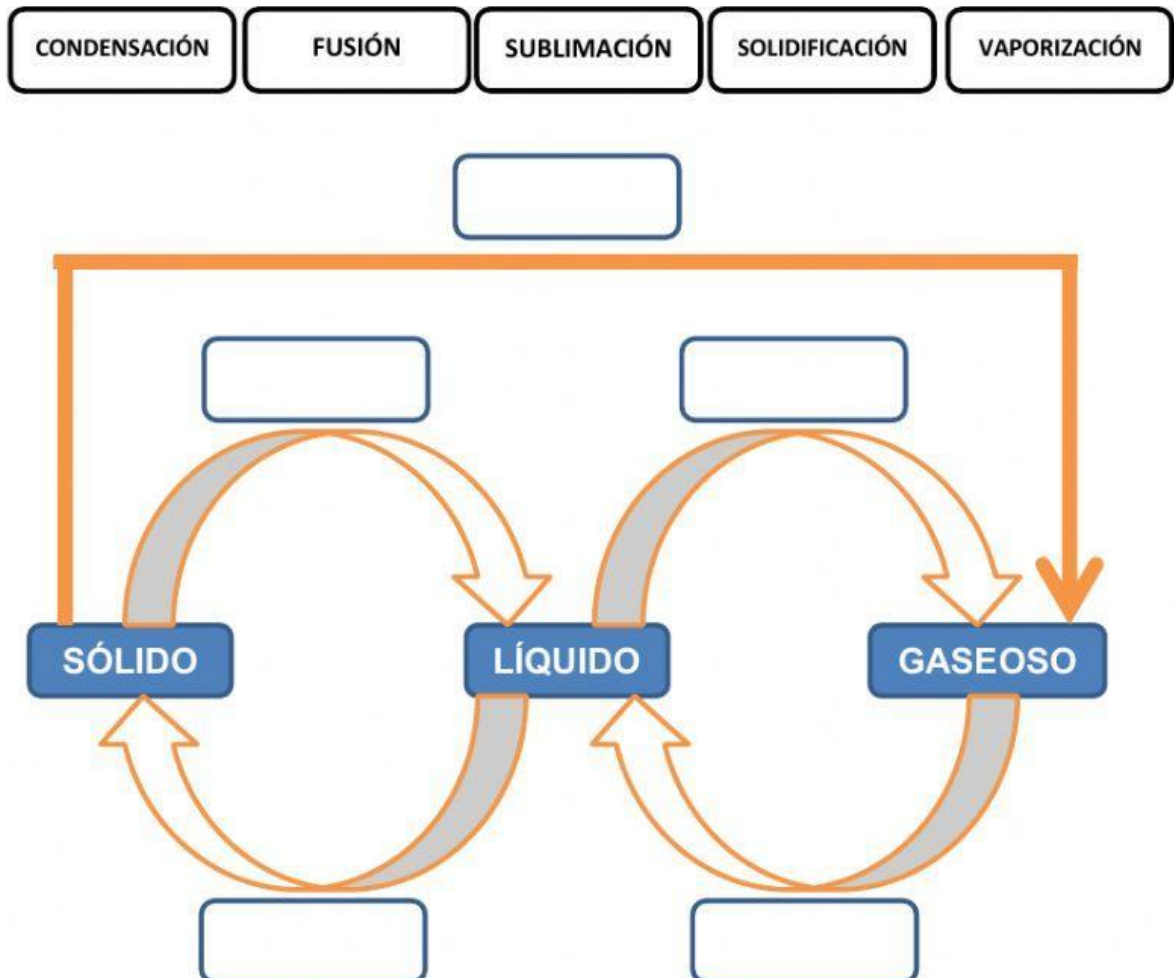 CONDENSACIÓN
FUSIÓN
SUBLIMACIÓN
SOLIDIFICACIÓN
VAPORIZACIÓN
SÓLIDO
LÍQUIDO
GASEOSO